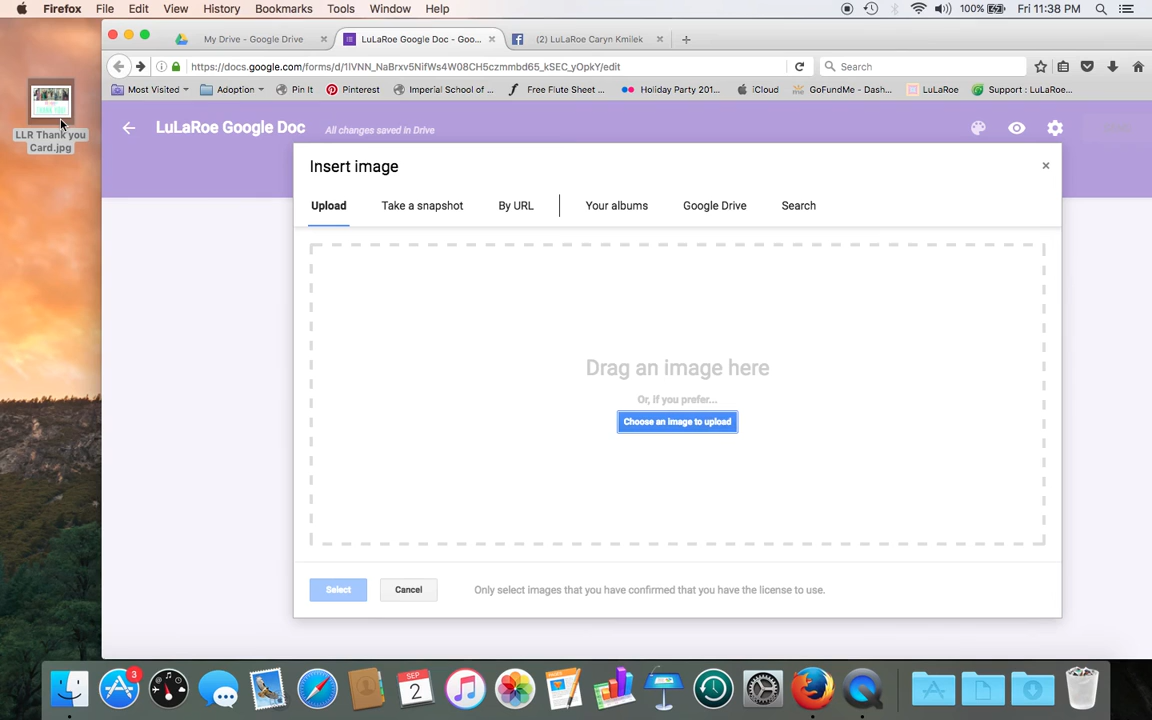 Firefox File Edit View History Bookmarks Tools Window Help 100% Fri 11:38 PM
My Drive - Google Drive LuLaRoe Google Doc - Goo... (2) LuLaRoe Caryn Kmilek
https://docs.google.com/forms/d/1lVNN_NaBrxv5NifWs4W08CH5czmmbd65_kSEC_yOpkY/edit Search
Most Visited Adoption Pin It Pinterest Imperial School of ... Free Flute Sheet ... Holiday Party 201... iCloud GoFundMe - Dash... LuLaRoe Support : LuLaRoe...
LLR Thank you
Card.jpg
LuLaRoe Google Doc All changes saved in Drive
Insert image
Upload Take a snapshot By URL Your albums Google Drive Search
Drag an image here
Or, if you prefer...
Choose an image to upload
Select Cancel Only select images that you have confirmed that you have the license to use.
3
SEP
2